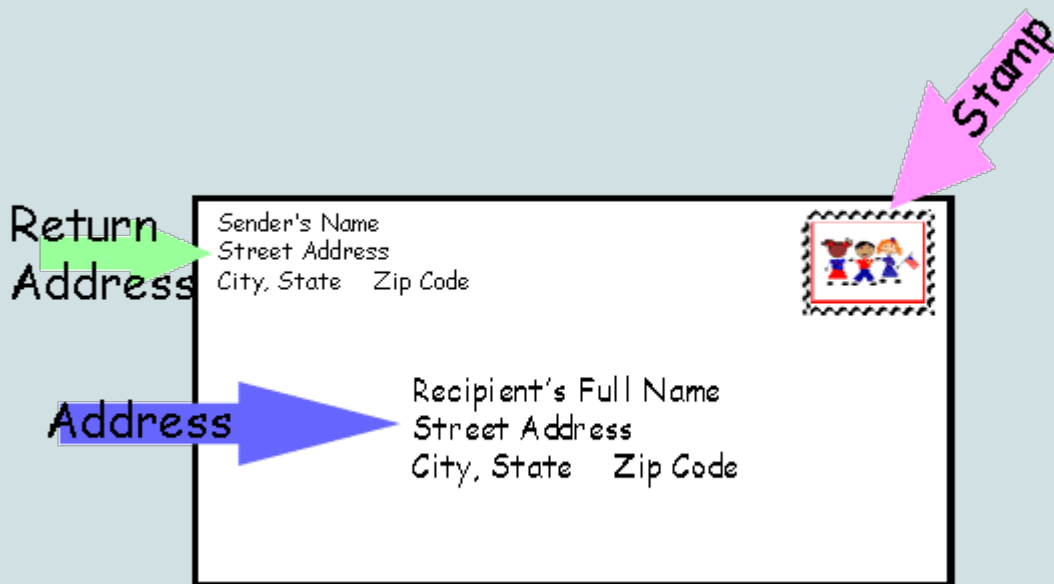 Stamp
Return
Address
Sender's Name
Street Address
City, State Zip Code
Address
Recipient's Full Name
Street Address
City, State Zip Code